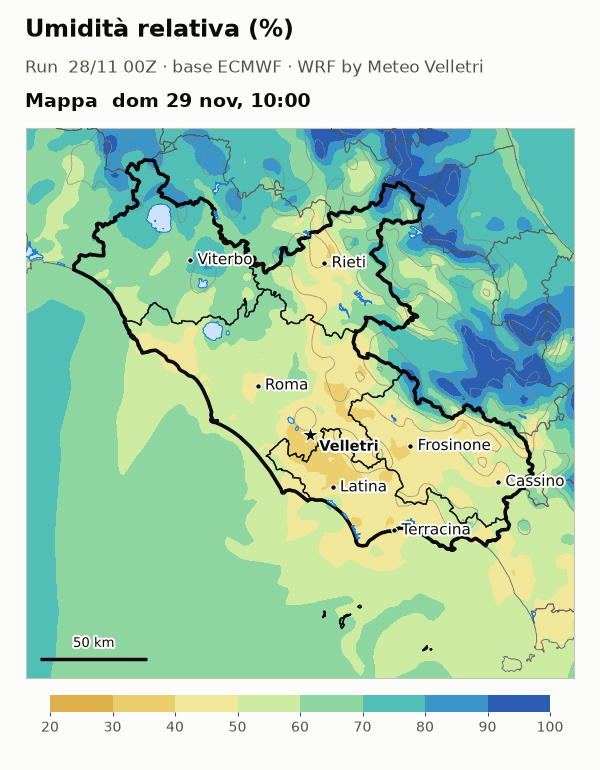 Umidità relativa (%)
Run  28/11 00Z · base ECMWF · WRF by Meteo Velletri
Mappa  dom 29 nov, 10:00
Viterbo
Rieti
Roma
Velletri
Frosinone
Cassino
Latina
Terracina
50 km
20 30 40 50 60 70 80 90 100